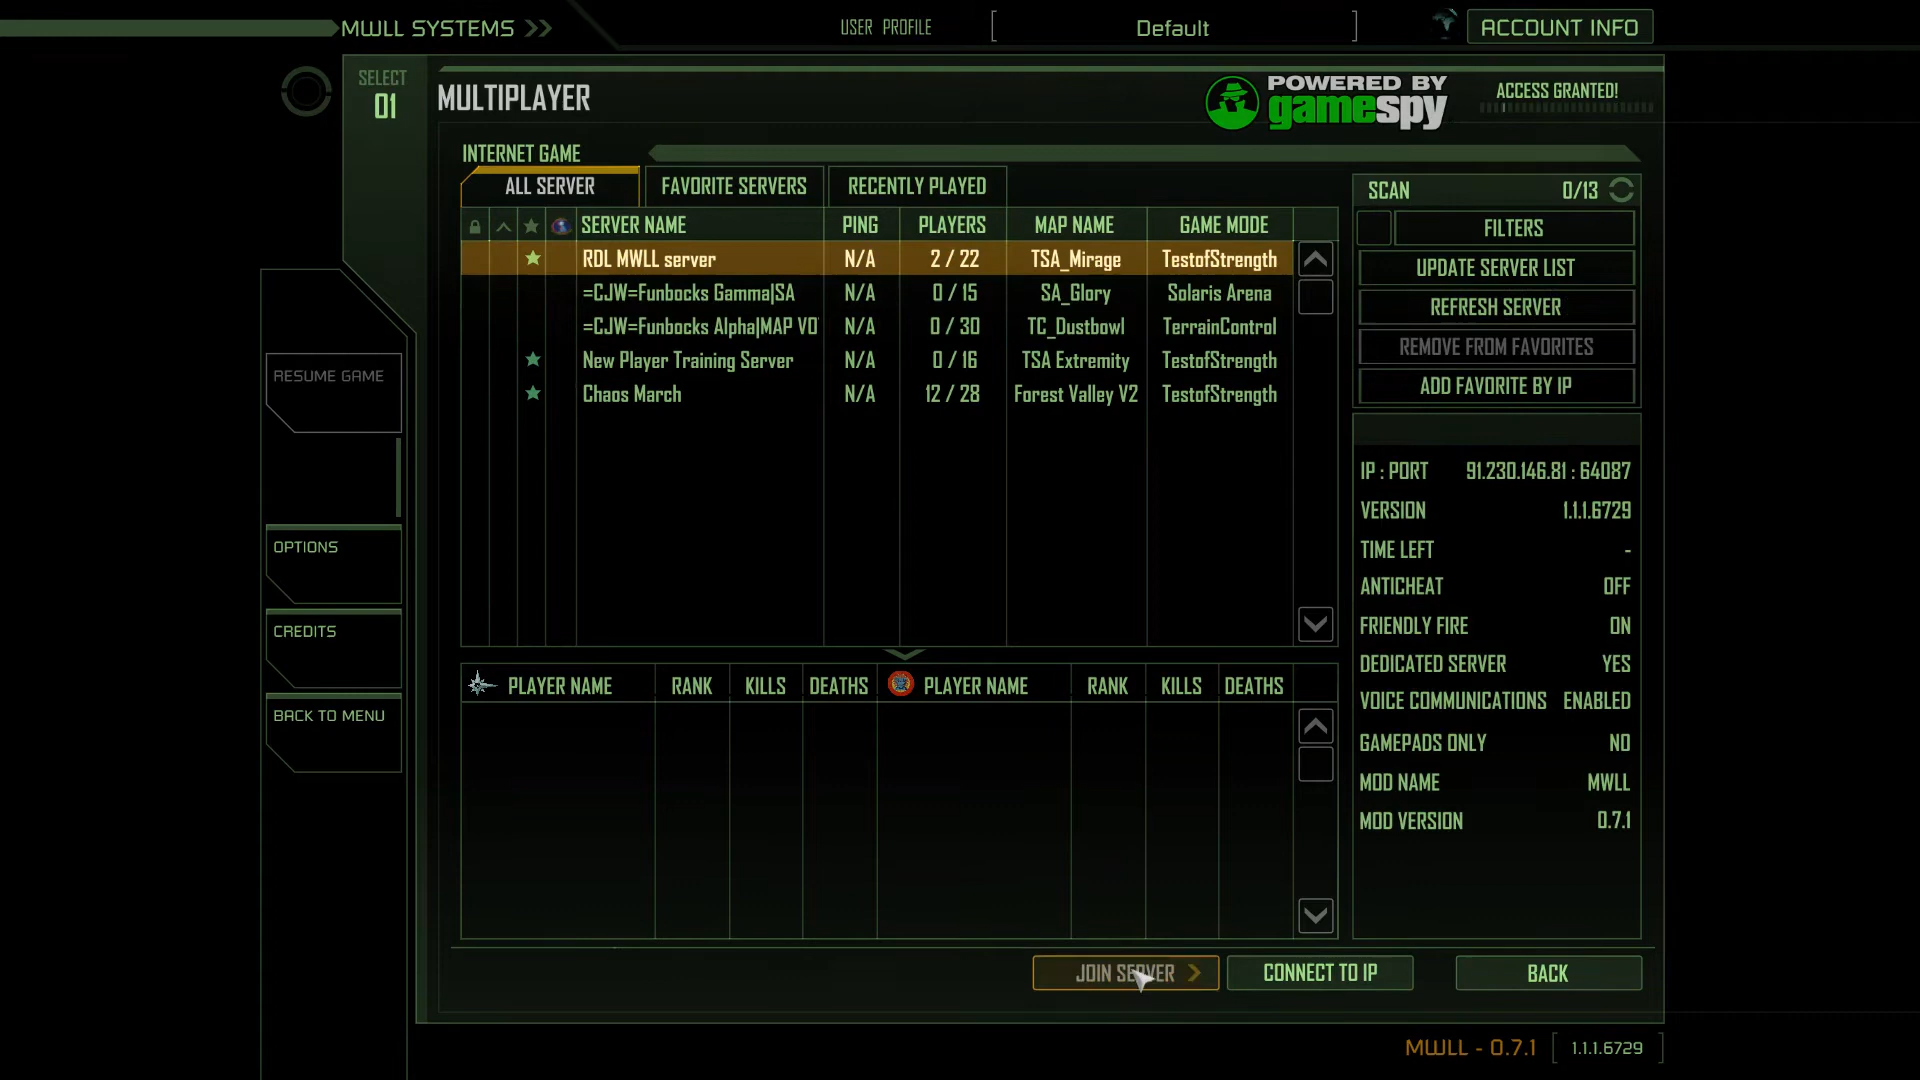 MWLL SYSTEMS
USER PROFILE
Default
ACCOUNT INFO
SELECT
01
MULTIPLAYER
POWERED BY
gamespy
ACCESS GRANTED!
INTERNET GAME
ALL SERVER FAVORITE SERVERS RECENTLY PLAYED
SERVER NAME PING PLAYERS MAP NAME GAME MODE
RDL MWLL server N/A 2 / 22 TSA_Mirage TestofStrength
=CJW=Funbocks Gamma|SA N/A 0 / 15 SA_Glory Solaris Arena
=CJW=Funbocks Alpha|MAP VO N/A 0 / 30 TC_Dustbowl TerrainControl
New Player Training Server N/A 0 / 16 TSA Extremity TestofStrength
Chaos March N/A 12 / 28 Forest Valley V2 TestofStrength
SCAN 0/13
FILTERS
UPDATE SERVER LIST
REFRESH SERVER
REMOVE FROM FAVORITES
ADD FAVORITE BY IP
IP : PORT 91.230.146.81 : 64087
VERSION 1.1.1.6729
TIME LEFT -
ANTICHEAT OFF
FRIENDLY FIRE ON
DEDICATED SERVER YES
VOICE COMMUNICATIONS ENABLED
GAMEPADS ONLY NO
MOD NAME MWLL
MOD VERSION 0.7.1
RESUME GAME
OPTIONS
CREDITS
BACK TO MENU
PLAYER NAME RANK KILLS DEATHS PLAYER NAME RANK KILLS DEATHS
JOIN SERVER CONNECT TO IP BACK
MWLL - 0.7.1 [ 1.1.1.6729 ]